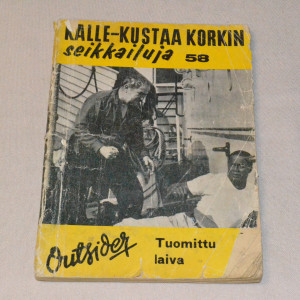 KALLE-KUSTAA KORKIN
seikkailuja 58
Outsider
Tuomittu
laiva